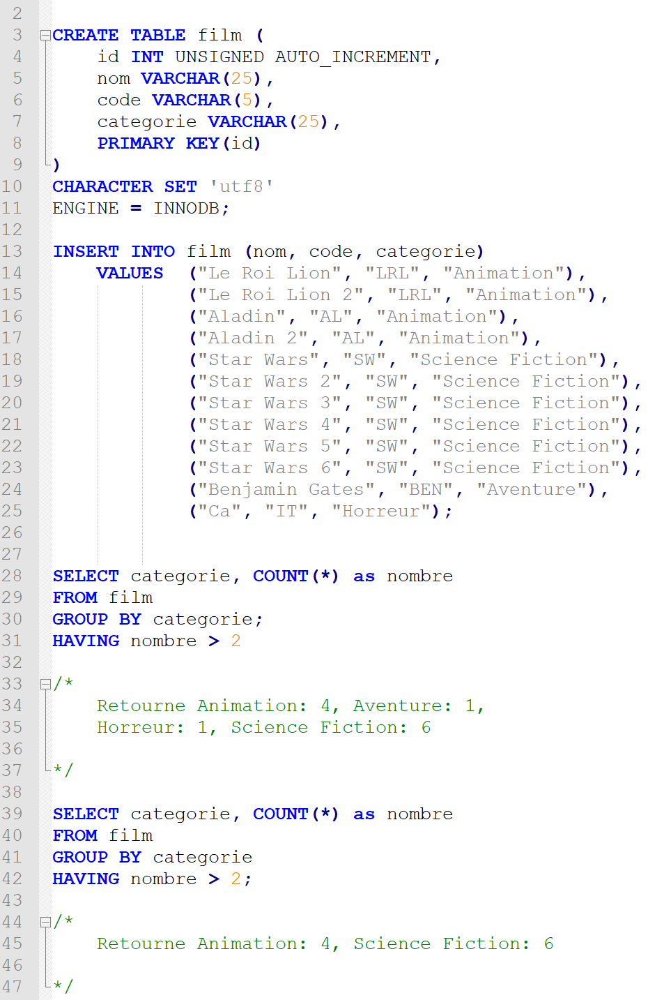 2
3 CREATE TABLE film (
4 id INT UNSIGNED AUTO_INCREMENT,
5 nom VARCHAR(25),
6 code VARCHAR(5),
7 categorie VARCHAR(25),
8 PRIMARY KEY(id)
9 )
10 CHARACTER SET 'utf8'
11 ENGINE = INNODB;
12
13 INSERT INTO film (nom, code, categorie)
14 VALUES ("Le Roi Lion", "LRL", "Animation"),
15 ("Le Roi Lion 2", "LRL", "Animation"),
16 ("Aladin", "AL", "Animation"),
17 ("Aladin 2", "AL", "Animation"),
18 ("Star Wars", "SW", "Science Fiction"),
19 ("Star Wars 2", "SW", "Science Fiction"),
20 ("Star Wars 3", "SW", "Science Fiction"),
21 ("Star Wars 4", "SW", "Science Fiction"),
22 ("Star Wars 5", "SW", "Science Fiction"),
23 ("Star Wars 6", "SW", "Science Fiction"),
24 ("Benjamin Gates", "BEN", "Aventure"),
25 ("Ca", "IT", "Horreur");
26
27
28 SELECT categorie, COUNT(*) as nombre
29 FROM film
30 GROUP BY categorie;
31 HAVING nombre > 2
32
33 /*
34 Retourne Animation: 4, Aventure: 1,
35 Horreur: 1, Science Fiction: 6
36
37 */
38
39 SELECT categorie, COUNT(*) as nombre
40 FROM film
41 GROUP BY categorie
42 HAVING nombre > 2;
43
44 /*
45 Retourne Animation: 4, Science Fiction: 6
46
47 */